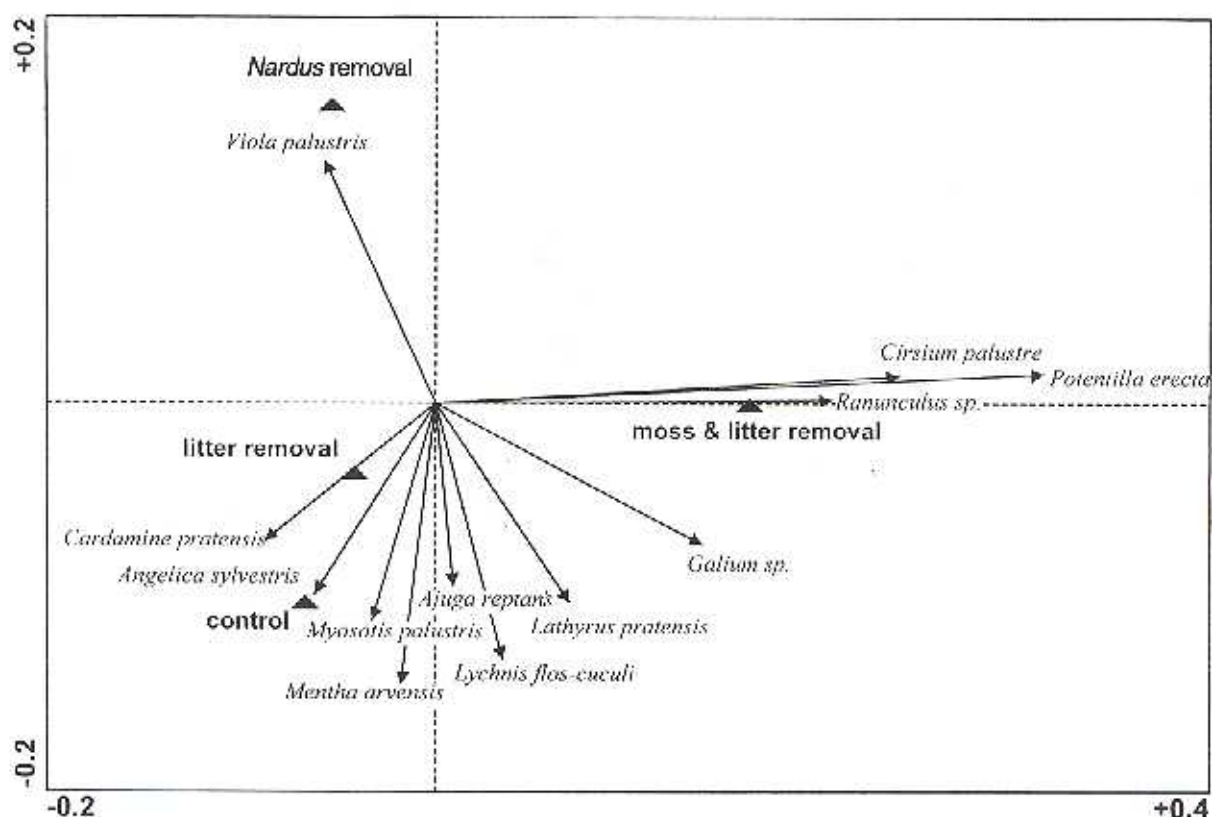 +0.2
Nardus removal
Viola palustris
Cirsium palustre
Potentilla erecta
Ranunculus sp.
moss & litter removal
litter removal
Cardamine pratensis
Galium sp.
Angelica sylvestris
Ajuga reptans
control
Myosotis palustris
Lathyrus pratensis
Lychnis flos-cuculi
Mentha arvensis
-0.2
-0.2
+0.4